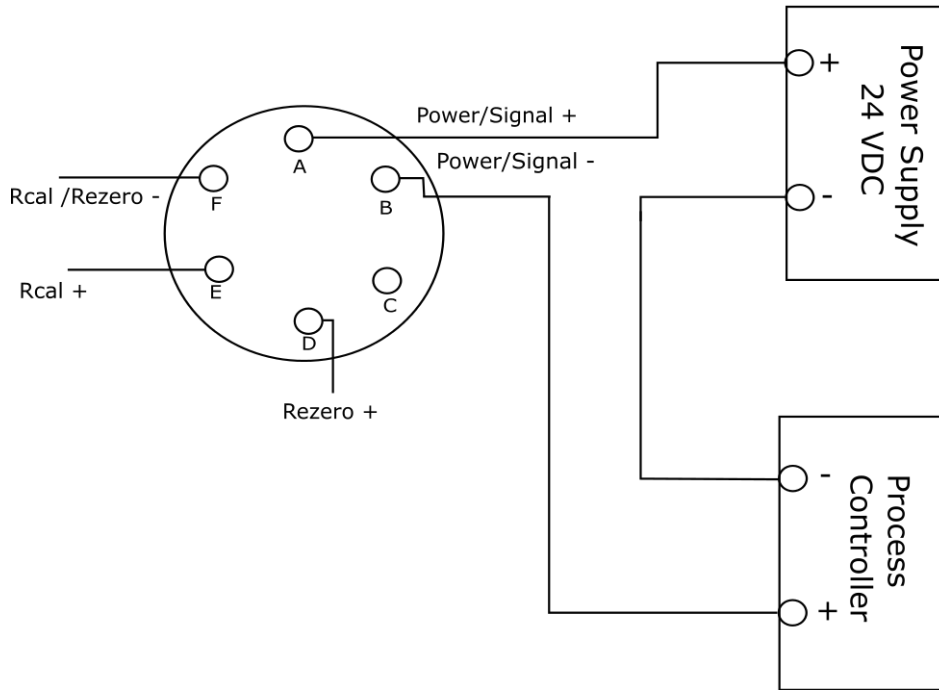 Power/Signal +
Power/Signal -
A
B
C
D
E
F
Rcal /Rezero -
Rcal +
Rezero +
+
-
Power Supply
24 VDC
-
+
Process
Controller